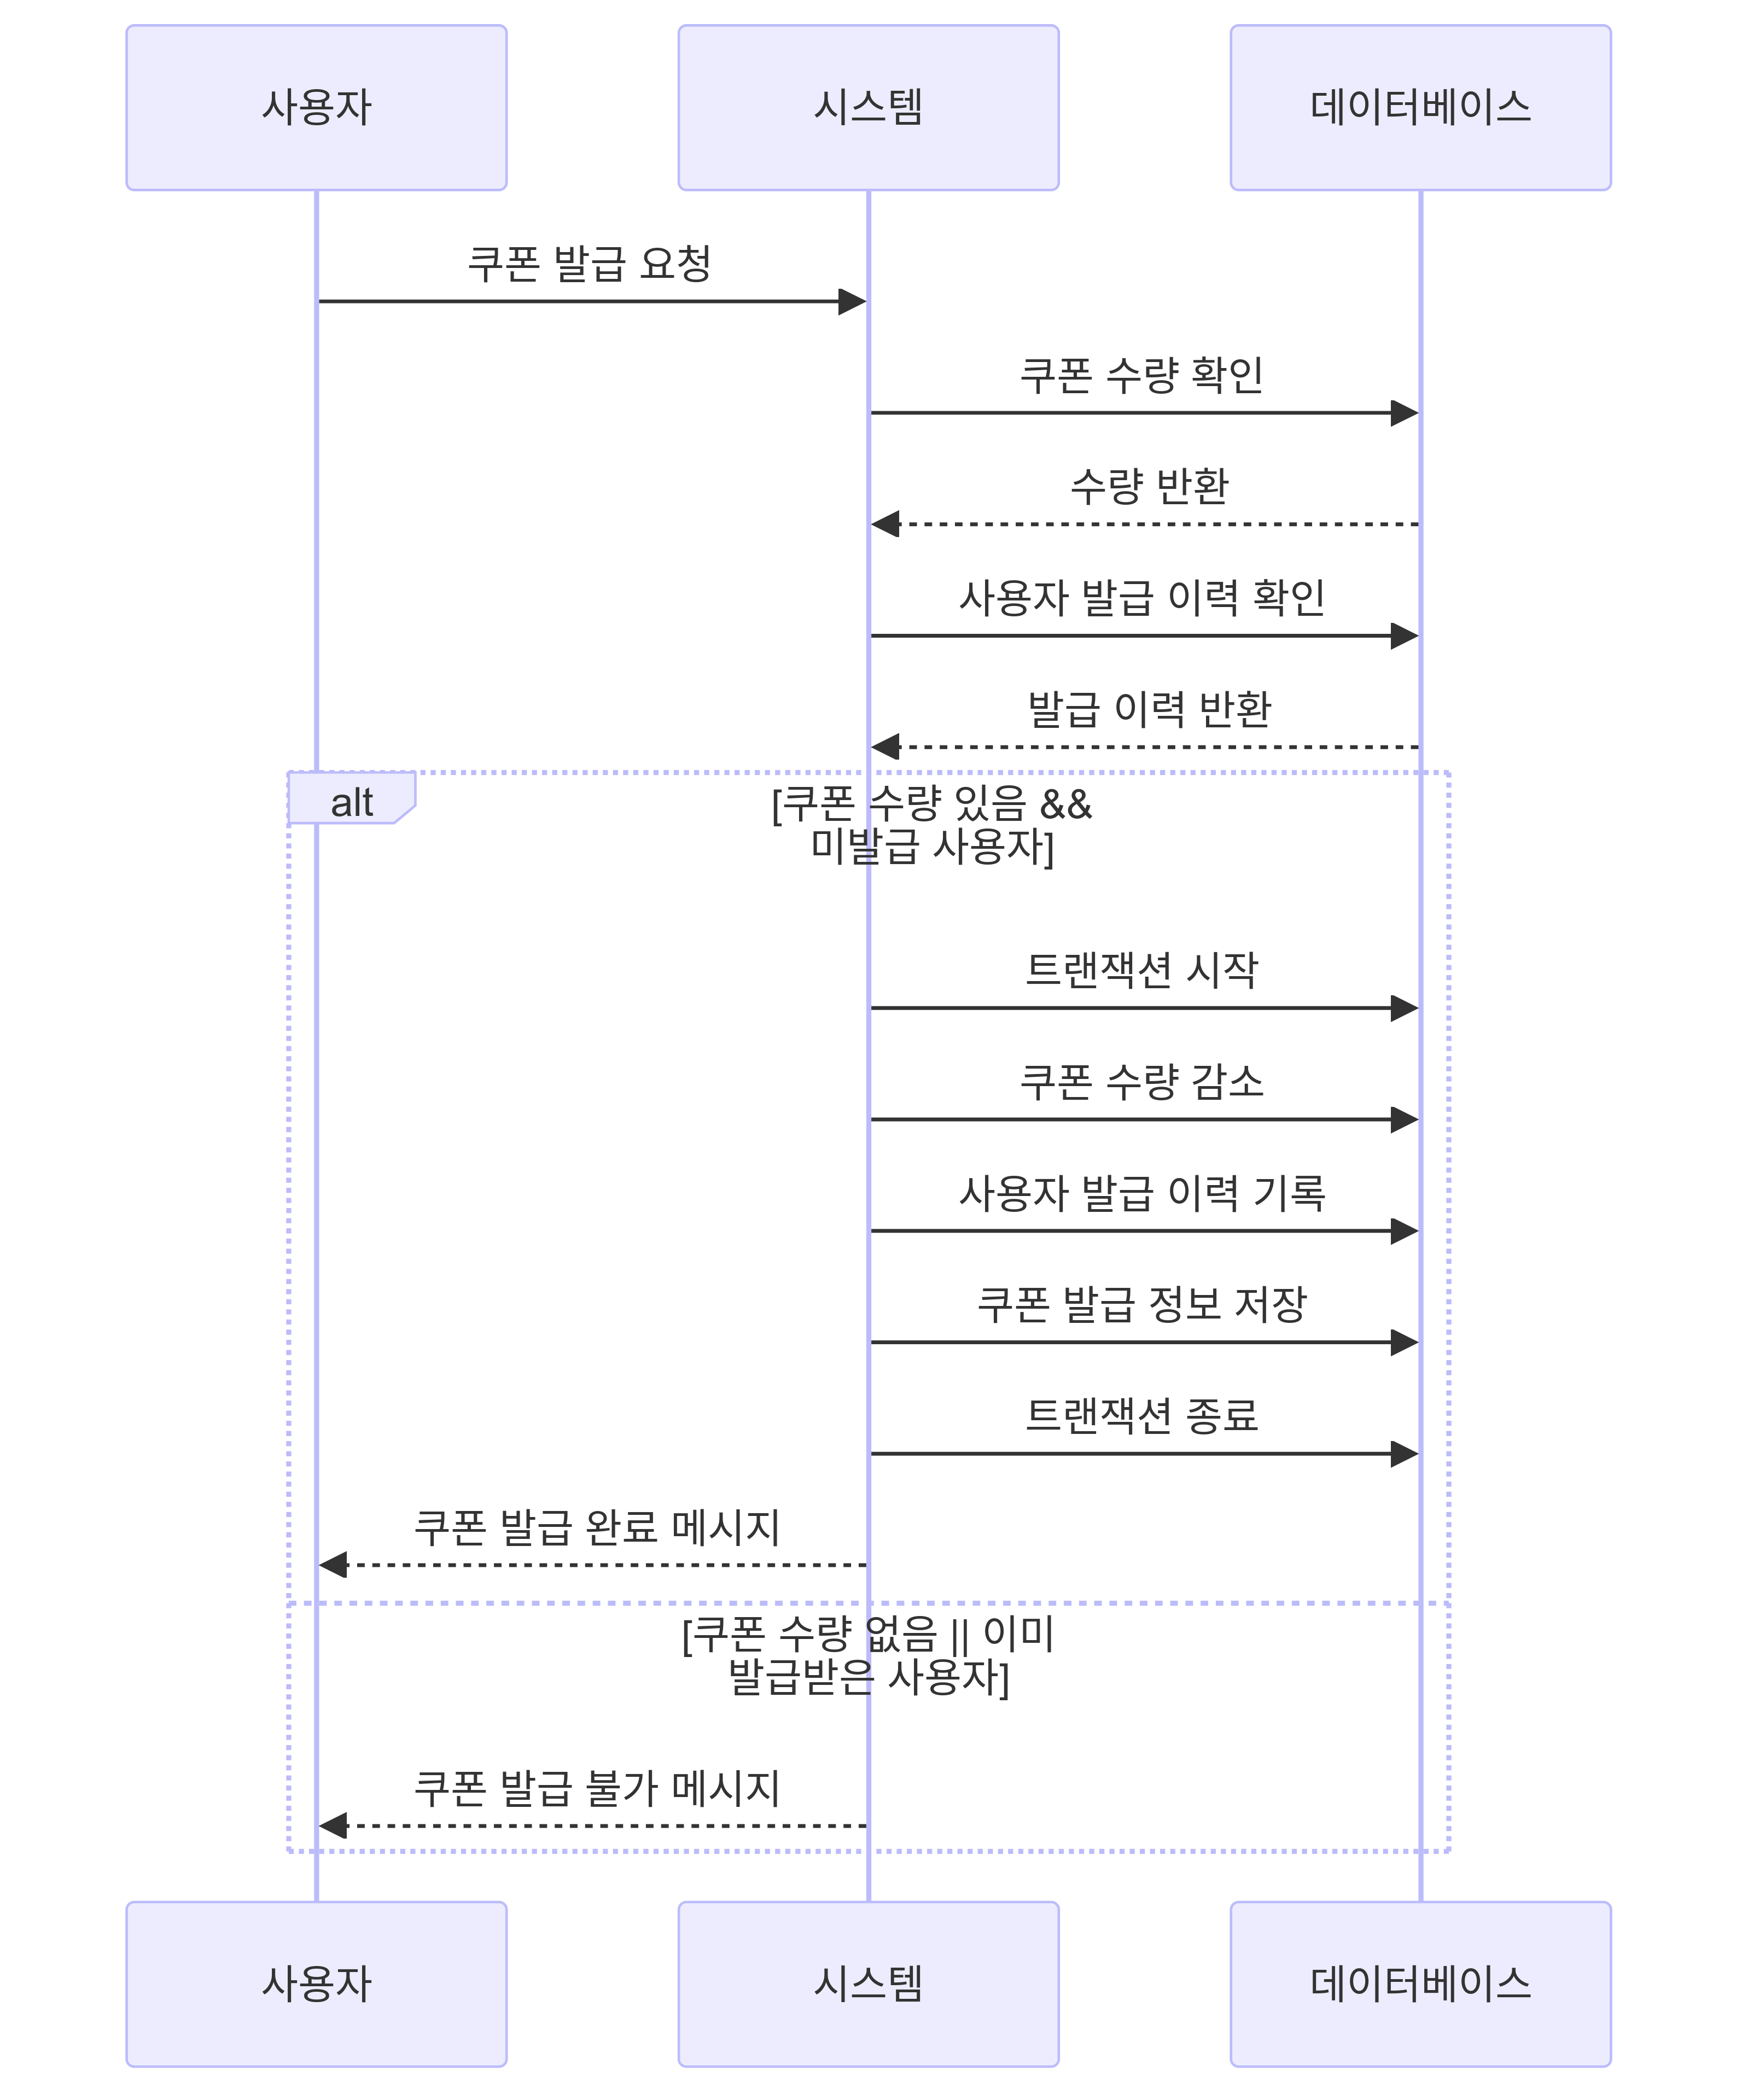 사용자
시스템
데이터베이스
쿠폰 발급 요청
쿠폰 수량 확인
수량 반환
사용자 발급 이력 확인
발급 이력 반환
alt
[쿠폰 수량 있음 &&
미발급 사용자]
트랜잭션 시작
쿠폰 수량 감소
사용자 발급 이력 기록
쿠폰 발급 정보 저장
트랜잭션 종료
쿠폰 발급 완료 메시지
[쿠폰 수량 없음 || 이미
발급받은 사용자]
쿠폰 발급 불가 메시지
사용자
시스템
데이터베이스